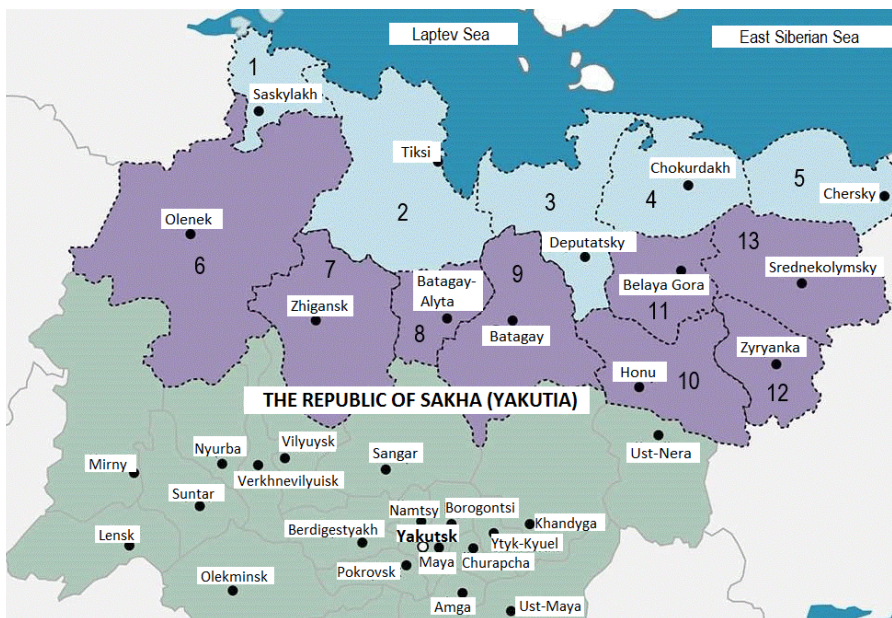 Laptev Sea
East Siberian Sea
1
Saskylakh
Tiksi
Chokurdakh
5
Chersky
2
3
4
Olenek
6
7
Deputatsky
13
Zhigansk
Batagay-
Alyta
9
Belaya Gora
Srednekolymsky
8
Batagay
11
Honu
10
Zyryanka
12
THE REPUBLIC OF SAKHA (YAKUTIA)
Ust-Nera
Mirny
Nyurba
Vilyuysk
Verkhnevilyuisk
Sangar
Suntar
Lensk
Berdigestyakh
Namtsy
Borogontsi
Khandyga
Yakutsk
Ytyk-Kyuel
Maya
Churapcha
Pokrovsk
Olekminsk
Amga
Ust-Maya